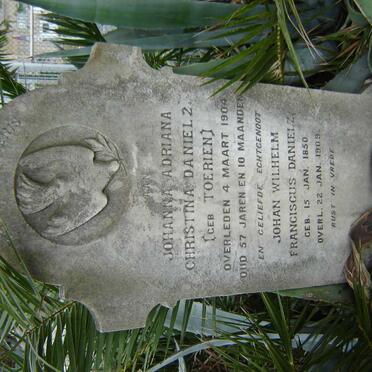 JOHANNA ADRIANA
CHRISTINA DANIELZ.
[GEB TOERIEN]
OVERLEDEN 4 MAART 1904
OUD 57 JAREN EN 10 MAANDEN
EN GELIEFDE ECHTGENOOT
JOHAN WILHELM
FRANCISCUS DANIELZ.
GEB. 15 JAN. 1850
OVERL. 22 JAN. 1909
RUST IN VREDE